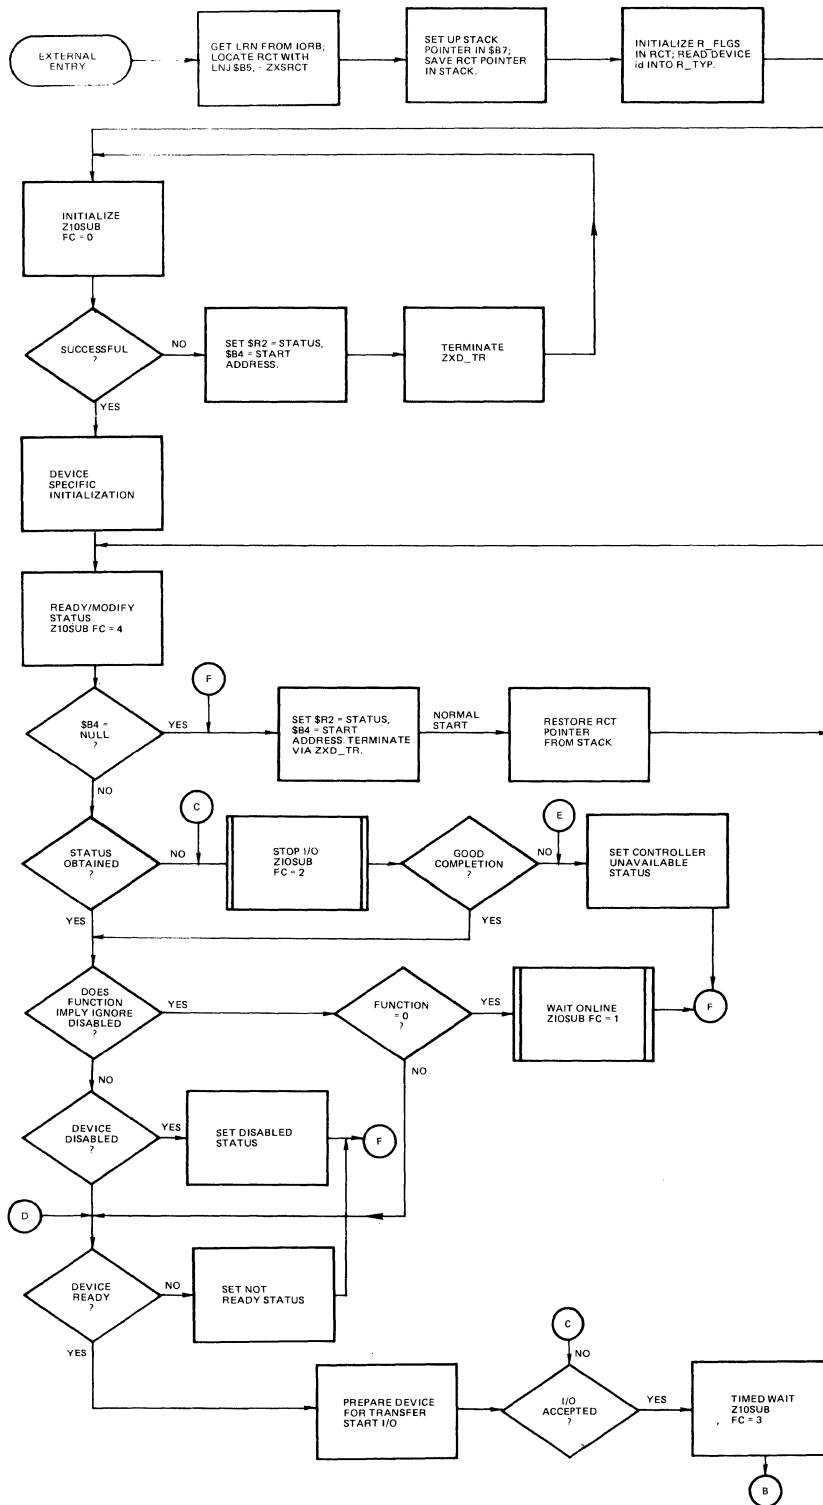 EXTERNAL
ENTRY
GET LRN FROM IORB;
LOCATE RCT WITH
LNJ $B5, - ZXSRCT
SET UP STACK
POINTER IN $B7;
SAVE RCT POINTER
IN STACK.
INITIALIZE R_FLGS
IN RCT; READ DEVICE
id INTO R_TYP.
INITIALIZE
Z10SUB
FC = 0
SUCCESSFUL
?
NO
SET $R2 = STATUS,
$B4 = START
ADDRESS.
TERMINATE
ZXD_TR
YES
DEVICE
SPECIFIC
INITIALIZATION
READY/MODIFY
STATUS
Z10SUB FC = 4
F
$B4 =
NULL
?
YES
SET $R2 = STATUS,
$B4 = START
ADDRESS. TERMINATE
VIA ZXD_TR.
NORMAL
START
RESTORE RCT
POINTER
FROM STACK
NO
C
E
STATUS
OBTAINED
?
NO
STOP I/O
ZIOSUB
FC = 2
GOOD
COMPLETION
?
NO
SET CONTROLLER
UNAVAILABLE
STATUS
YES
YES
DOES
FUNCTION
IMPLY IGNORE
DISABLED
?
YES
FUNCTION
= 0
?
YES
WAIT ONLINE
ZIOSUB FC = 1
F
NO
NO
DEVICE
DISABLED
?
YES
SET DISABLED
STATUS
F
D
DEVICE
READY
?
NO
SET NOT
READY STATUS
YES
C
NO
PREPARE DEVICE
FOR TRANSFER
START I/O
I/O
ACCEPTED
?
YES
TIMED WAIT
Z10SUB
FC = 3
B